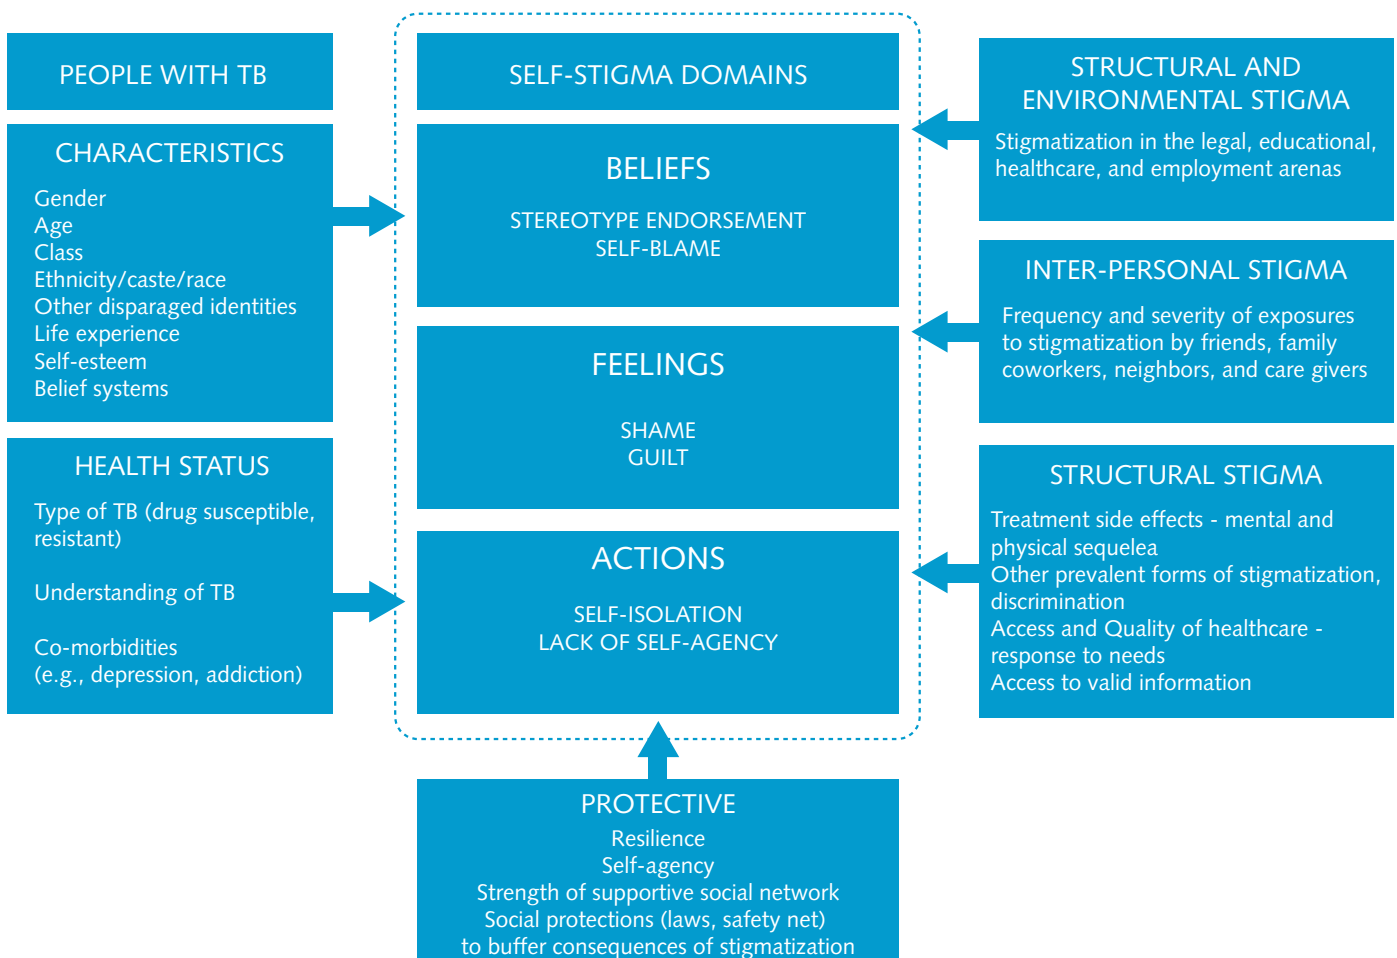 PEOPLE WITH TB
CHARACTERISTICS
Gender
Age
Class
Ethnicity/caste/race
Other disparaged identities
Life experience
Self-esteem
Belief systems
HEALTH STATUS
Type of TB (drug susceptible,
resistant)
Understanding of TB
Co-morbidities
(e.g., depression, addiction)
SELF-STIGMA DOMAINS
BELIEFS
STEREOTYPE ENDORSEMENT
SELF-BLAME
FEELINGS
SHAME
GUILT
ACTIONS
SELF-ISOLATION
LACK OF SELF-AGENCY
PROTECTIVE
Resilience
Self-agency
Strength of supportive social network
Social protections (laws, safety net)
to buffer consequences of stigmatization
STRUCTURAL AND
ENVIRONMENTAL STIGMA
Stigmatization in the legal, educational,
healthcare, and employment arenas
INTER-PERSONAL STIGMA
Frequency and severity of exposures
to stigmatization by friends, family
coworkers, neighbors, and care givers
STRUCTURAL STIGMA
Treatment side effects - mental and
physical sequelea
Other prevalent forms of stigmatization,
discrimination
Access and Quality of healthcare -
response to needs
Access to valid information